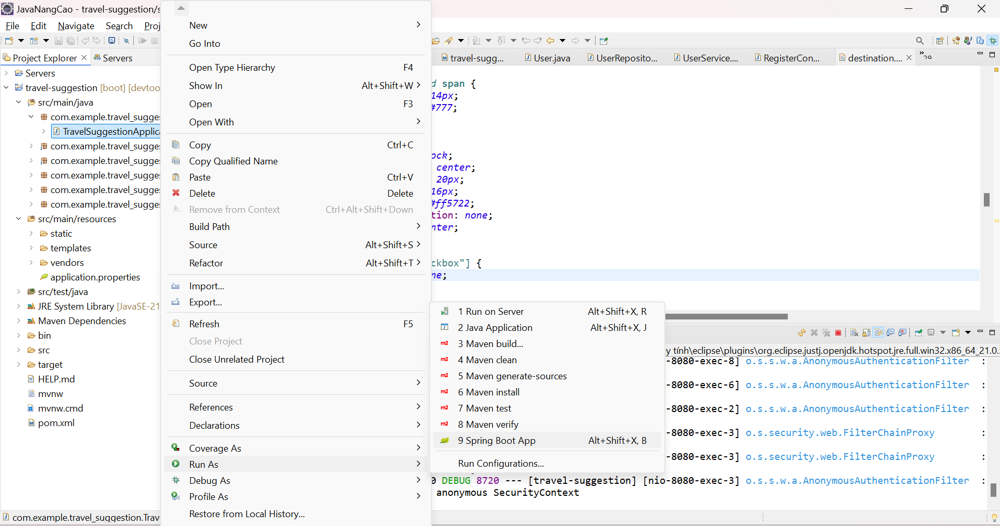 JavaNangCao - travel-suggestion/s
File Edit Navigate Search Proj
Project Explorer
Servers
Servers
travel-suggestion [boot] [devtoo
src/main/java
com.example.travel_sugges
TravelSuggestionApplica
com.example.travel_sugges
com.example.travel_sugges
com.example.travel_sugges
com.example.travel_sugges
com.example.travel_sugges
src/main/resources
static
templates
vendors
application.properties
src/test/java
JRE System Library [JavaSE-21
Maven Dependencies
bin
src
target
HELP.md
mvnw
mvnw.cmd
pom.xml
com.example.travel_suggestion.Trav
New
Go Into
Open Type Hierarchy F4
Show In Alt+Shift+W
Open F3
Open With
Copy Ctrl+C
Copy Qualified Name
Paste Ctrl+V
Delete Delete
Remove from Context Ctrl+Alt+Shift+Down
Build Path
Source Alt+Shift+S
Refactor Alt+Shift+T
Import...
Export...
Refresh F5
Close Project
Close Unrelated Project
Source
References
Declarations
Coverage As
Run As
Debug As
Profile As
Restore from Local History...
1 Run on Server Alt+Shift+X, R
2 Java Application Alt+Shift+X, J
3 Maven build...
4 Maven clean
5 Maven generate-sources
6 Maven install
7 Maven test
8 Maven verify
9 Spring Boot App Alt+Shift+X, B
Run Configurations...
travel-sugg... User.java UserReposito... UserService.... RegisterCon... destination.... »29
d span {
14px;
#777;
ock;
center;
20px;
16px;
#ff5722;
tion: none;
nter;
ckbox"] {
ne;
y tính\eclipse\plugins\org.eclipse.justj.openjdk.hotspot.jre.full.win32.x86_64_21.0.
-8080-exec-8] o.s.s.w.a.AnonymousAuthenticationFilter :
-8080-exec-6] o.s.s.w.a.AnonymousAuthenticationFilter :
-8080-exec-2] o.s.s.w.a.AnonymousAuthenticationFilter :
-8080-exec-3] o.s.security.web.FilterChainProxy :
-8080-exec-3] o.s.security.web.FilterChainProxy :
DEBUG 8720 --- [travel-suggestion] [nio-8080-exec-3] o.s.s.w.a.AnonymousAuthenticationFilter :
anonymous SecurityContext